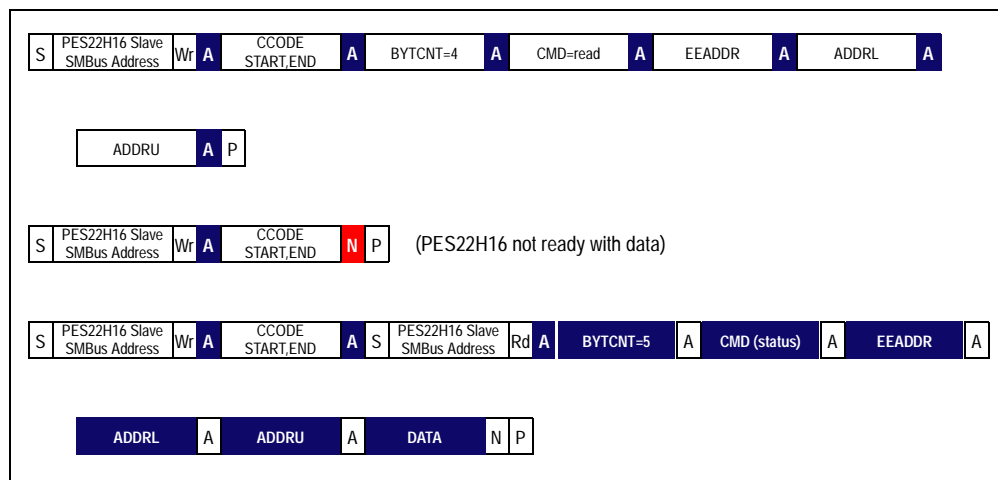 S PES22H16 Slave SMBus Address Wr A CCODE START,END A BYTCNT=4 A CMD=read A EEADDR A ADDRL A
ADDRU A P
S PES22H16 Slave SMBus Address Wr A CCODE START,END N P (PES22H16 not ready with data)
S PES22H16 Slave SMBus Address Wr A CCODE START,END A S PES22H16 Slave SMBus Address Rd A BYTCNT=5 A CMD (status) A EEADDR A
ADDRL A ADDRU A DATA N P